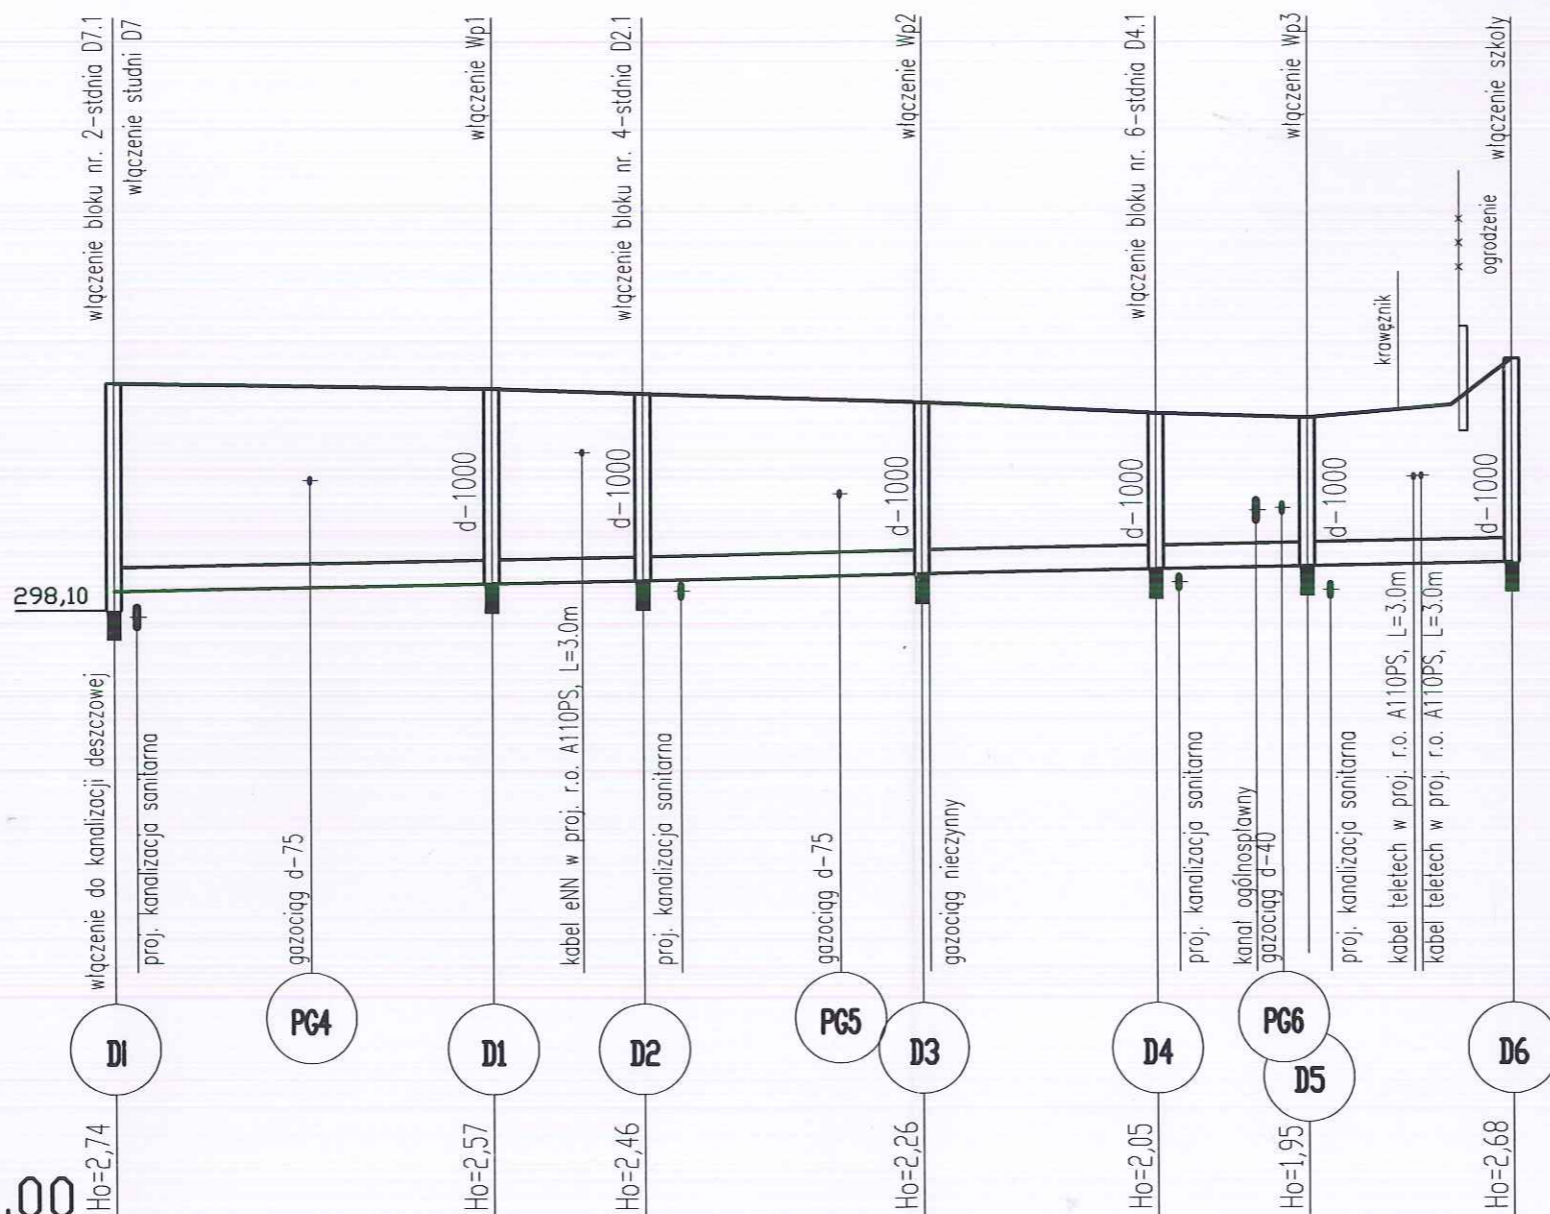 włączenie bloku nr. 2-stdnia D7.1
włączenie studni D7
włączenie Wp1
włączenie bloku nr. 4-stdnia D2.1
włączenie Wp2
włączenie bloku nr. 6-stdnia D4.1
włączenie Wp3
włączenie szkoły
ogrodzenie
krawężnik
d-1000
d-1000
d-1000
d-1000
d-1000
d-1000
298,10
włączenie do kanalizacji deszczowej
proj. kanalizacja sanitarna
gazociąg d-75
kabel eNN w proj. r.o. A110PS, L=3.0m
proj. kanalizacja sanitarna
gazociąg d-75
gazociąg nieczynny
proj. kanalizacja sanitarna
kanał ogólnospławny
gazociąg d-40
proj. kanalizacja sanitarna
kabel teletech w proj. r.o. A110PS, L=3.0m
kabel teletech w proj. r.o. A110PS, L=3.0m
DI
PG4
D1
D2
PG5
D3
D4
PG6
D5
D6
Ho=2,74
Ho=2,57
Ho=2,46
Ho=2,26
Ho=2,05
Ho=1,95
Ho=2,68
.00